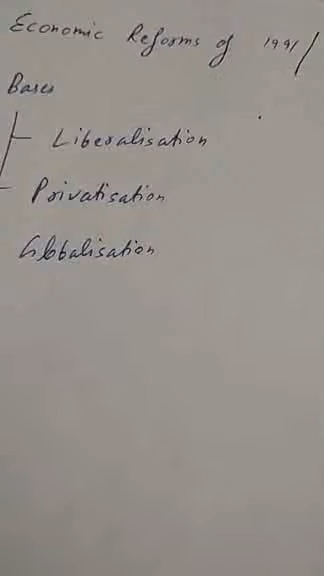 Economic Reforms of 1991/
Bases
Liberalisation
Privatisation
Globalisation